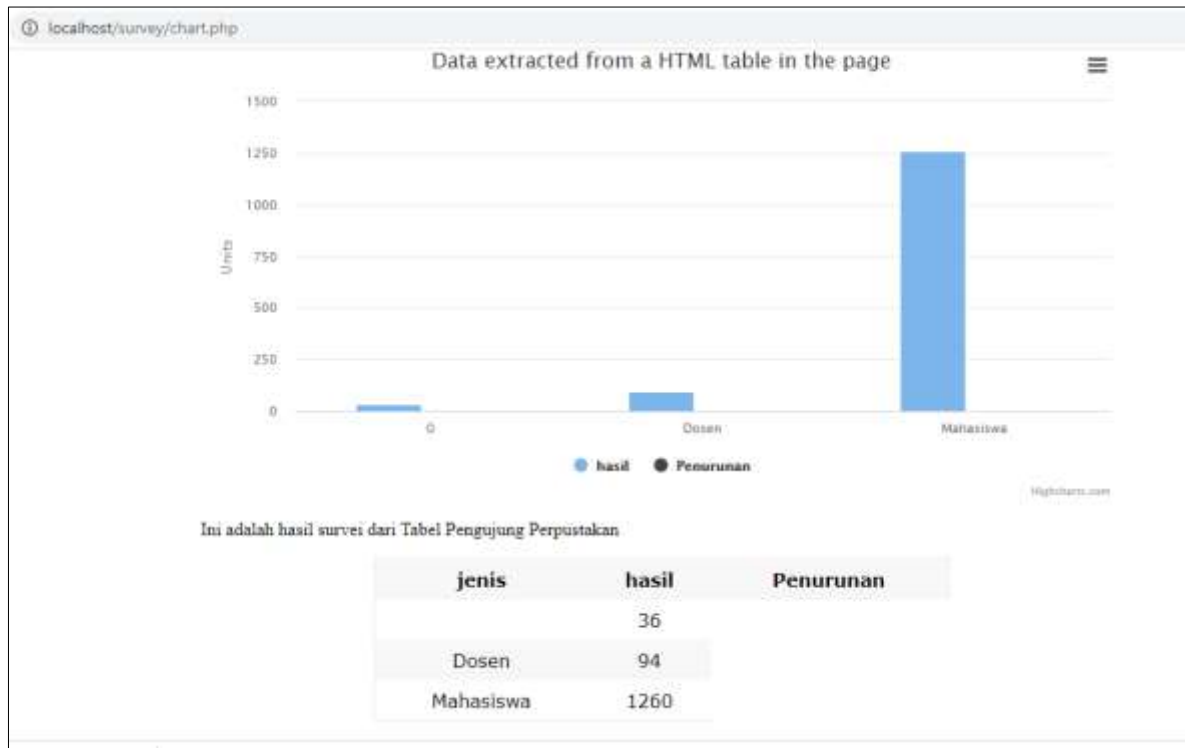 localhost/survey/chart.php
Data extracted from a HTML table in the page
1500
1250
1000
750
500
250
0
Units
0 Dosen Mahasiswa
hasil Penurunan
Highcharts.com
Ini adalah hasil survei dari Tabel Pengujung Perpustakan
jenis hasil Penurunan
36
Dosen 94
Mahasiswa 1260